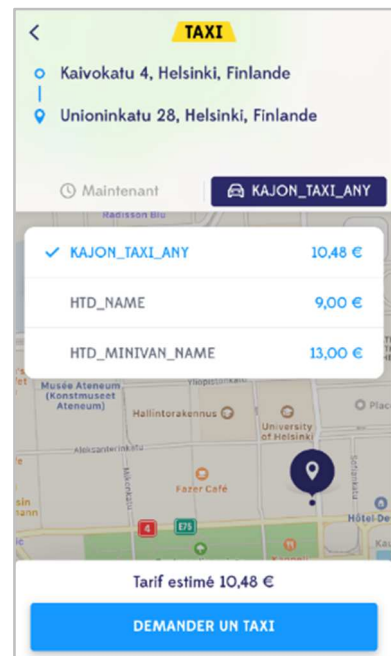 TAXI
Kaivokatu 4, Helsinki, Finlande
Unioninkatu 28, Helsinki, Finlande
Maintenant
KAJON_TAXI_ANY
Radisson Blu
KAJON_TAXI_ANY 10,48 €
HTD_NAME 9,00 €
HTD_MINIVAN_NAME 13,00 €
Musée Ateneum
(Konstmuseet
Ateneum)
Hallintorakennus
University
of Helsinki
Aleksanterinkatu
Mikonkatu
Fazer Café
4
E75
Tarif estimé 10,48 €
DEMANDER UN TAXI